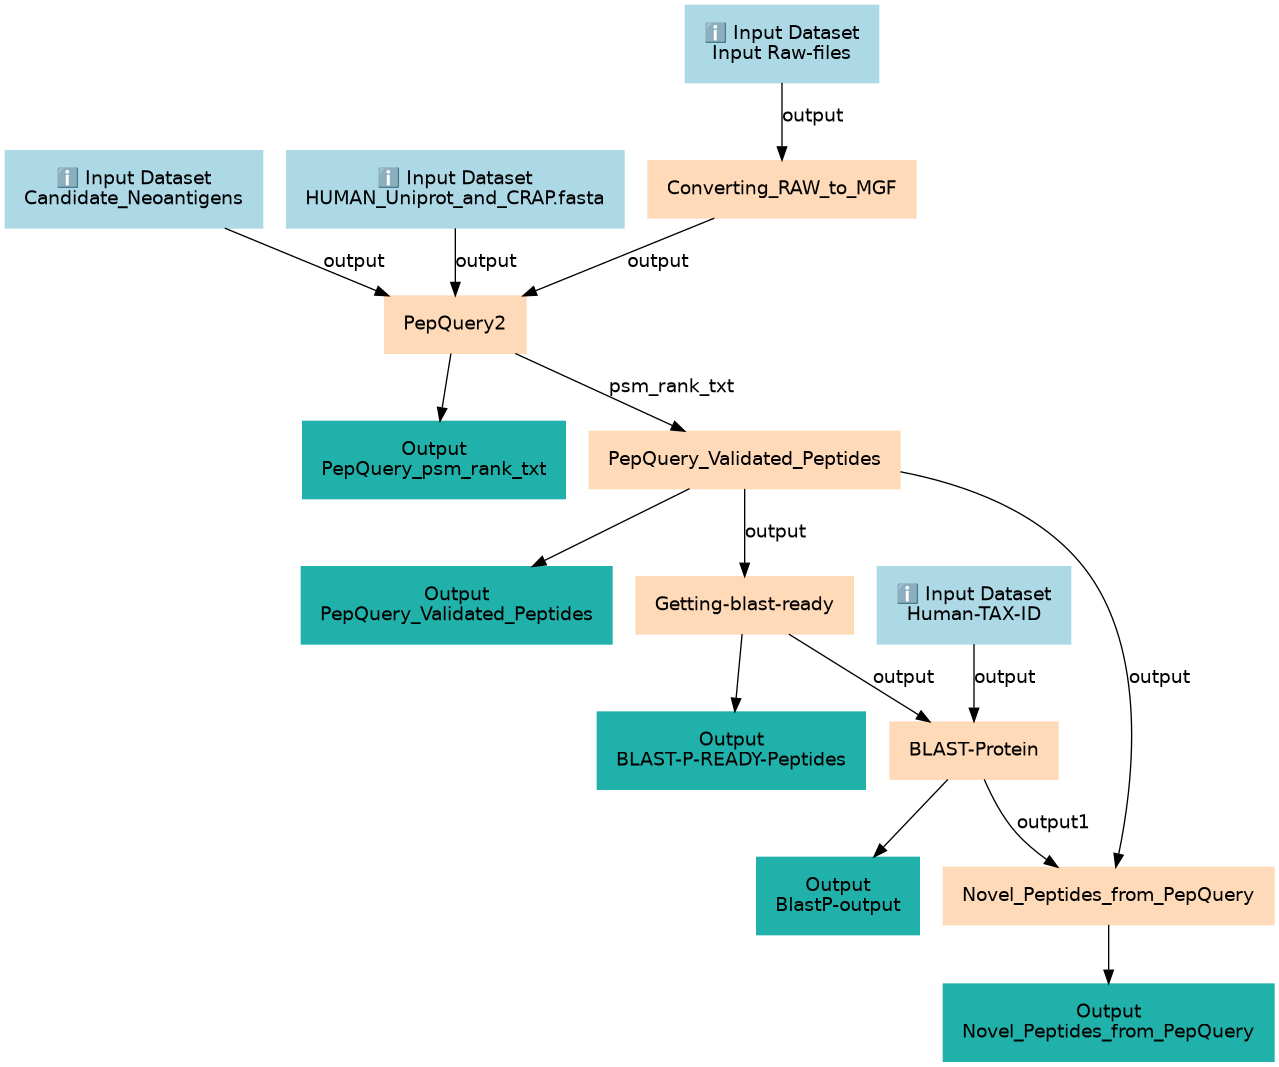 ℹ️ Input Dataset
Input Raw-files
output
ℹ️ Input Dataset
Candidate_Neoantigens
ℹ️ Input Dataset
HUMAN_Uniprot_and_CRAP.fasta
Converting_RAW_to_MGF
output
output
output
PepQuery2
psm_rank_txt
Output
PepQuery_psm_rank_txt
PepQuery_Validated_Peptides
output
Output
PepQuery_Validated_Peptides
Getting-blast-ready
ℹ️ Input Dataset
Human-TAX-ID
output
output
output
Output
BLAST-P-READY-Peptides
BLAST-Protein
output1
Output
BlastP-output
Novel_Peptides_from_PepQuery
Output
Novel_Peptides_from_PepQuery